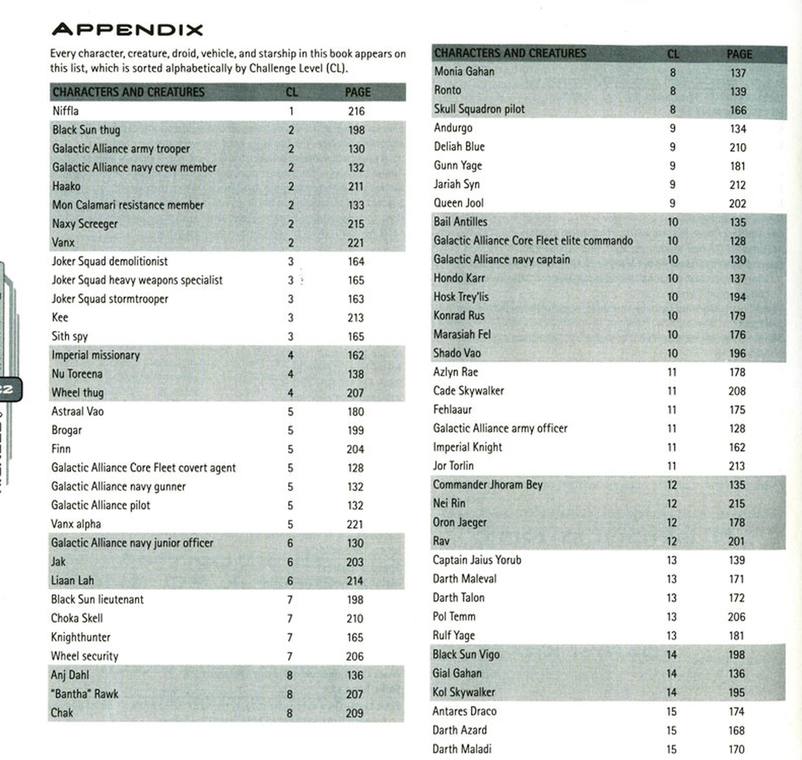 APPENDIX
Every character, creature, droid, vehicle, and starship in this book appears on
this list, which is sorted alphabetically by Challenge Level (CL).
CHARACTERS AND CREATURES CL PAGE
Niffla 1 216
Black Sun thug 2 198
Galactic Alliance army trooper 2 130
Galactic Alliance navy crew member 2 132
Haako 2 211
Mon Calamari resistance member 2 133
Naxy Screeger 2 215
Vanx 2 221
Joker Squad demolitionist 3 164
Joker Squad heavy weapons specialist 3 165
Joker Squad stormtrooper 3 163
Kee 3 213
Sith spy 3 165
Imperial missionary 4 162
Nu Toreena 4 138
Wheel thug 4 207
Astraal Vao 5 180
Brogar 5 199
Finn 5 204
Galactic Alliance Core Fleet covert agent 5 128
Galactic Alliance navy gunner 5 132
Galactic Alliance pilot 5 132
Vanx alpha 5 221
Galactic Alliance navy junior officer 6 130
Jak 6 203
Liaan Lah 6 214
Black Sun lieutenant 7 198
Choka Skell 7 210
Knighthunter 7 165
Wheel security 7 206
Anj Dahl 8 136
"Bantha" Rawk 8 207
Chak 8 209
CHARACTERS AND CREATURES CL PAGE
Monia Gahan 8 137
Ronto 8 139
Skull Squadron pilot 8 166
Andurgo 9 134
Deliah Blue 9 210
Gunn Yage 9 181
Jariah Syn 9 212
Queen Jool 9 202
Bail Antilles 10 135
Galactic Alliance Core Fleet elite commando 10 128
Galactic Alliance navy captain 10 130
Hondo Karr 10 137
Hosk Trey'lis 10 194
Konrad Rus 10 179
Marasiah Fel 10 176
Shado Vao 10 196
Azlyn Rae 11 178
Cade Skywalker 11 208
Fehlaaur 11 175
Galactic Alliance army officer 11 128
Imperial Knight 11 162
Jor Torlin 11 213
Commander Jhoram Bey 12 135
Nei Rin 12 215
Oron Jaeger 12 178
Rav 12 201
Captain Jaius Yorub 13 139
Darth Maleval 13 171
Darth Talon 13 172
Pol Temm 13 206
Rulf Yage 13 181
Black Sun Vigo 14 198
Gial Gahan 14 136
Kol Skywalker 14 195
Antares Draco 15 174
Darth Azard 15 168
Darth Maladi 15 170